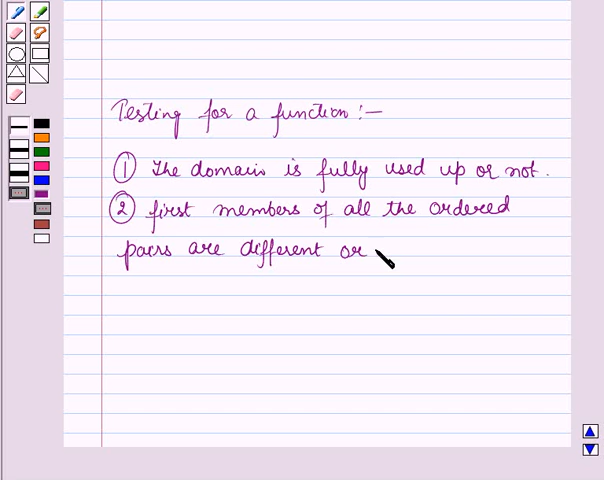 Testing for a function :-
① The domain is fully used up or not.
② first members of all the ordered
pairs are different or